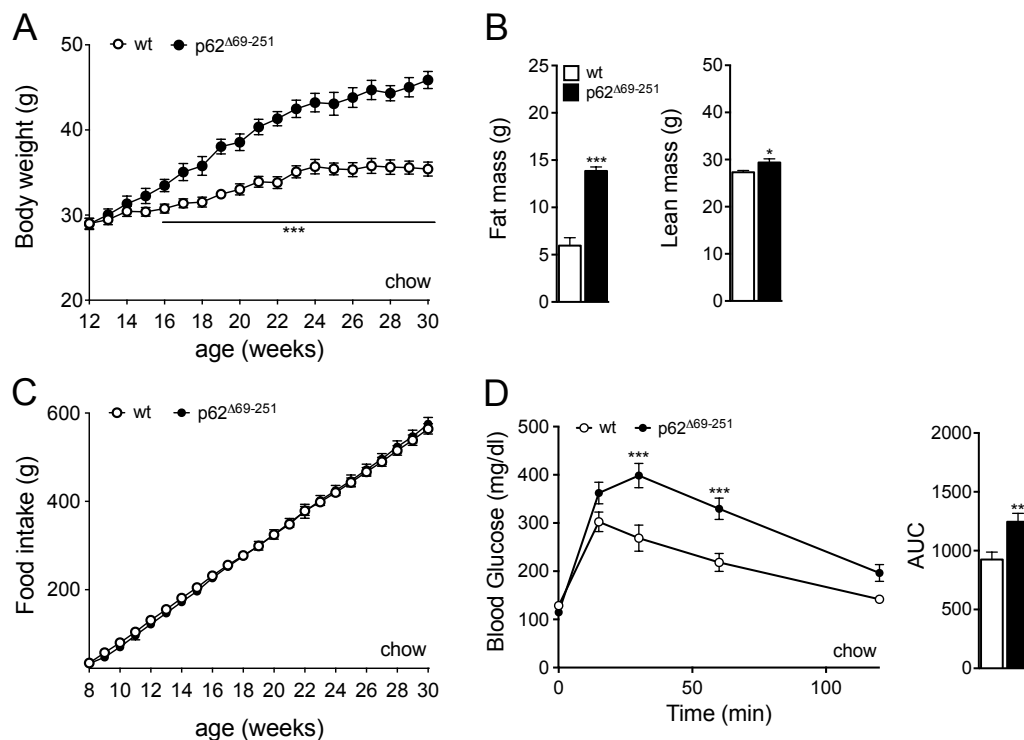 A
wt
p62Δ69-251
Body weight (g)
50
40
30
20
***
chow
12 14 16 18 20 22 24 26 28 30
age (weeks)
B
wt
p62Δ69-251
Fat mass (g)
25
20
15
10
5
0
***
Lean mass (g)
50
40
30
20
10
0
*
C
wt
p62Δ69-251
Food intake (g)
600
400
200
chow
8 10 12 14 16 18 20 22 24 26 28 30
age (weeks)
D
wt
p62Δ69-251
Blood Glucose (mg/dl)
500
400
300
200
100
0
***
***
chow
0 50 100
Time (min)
AUC
2000
1500
1000
500
0
**